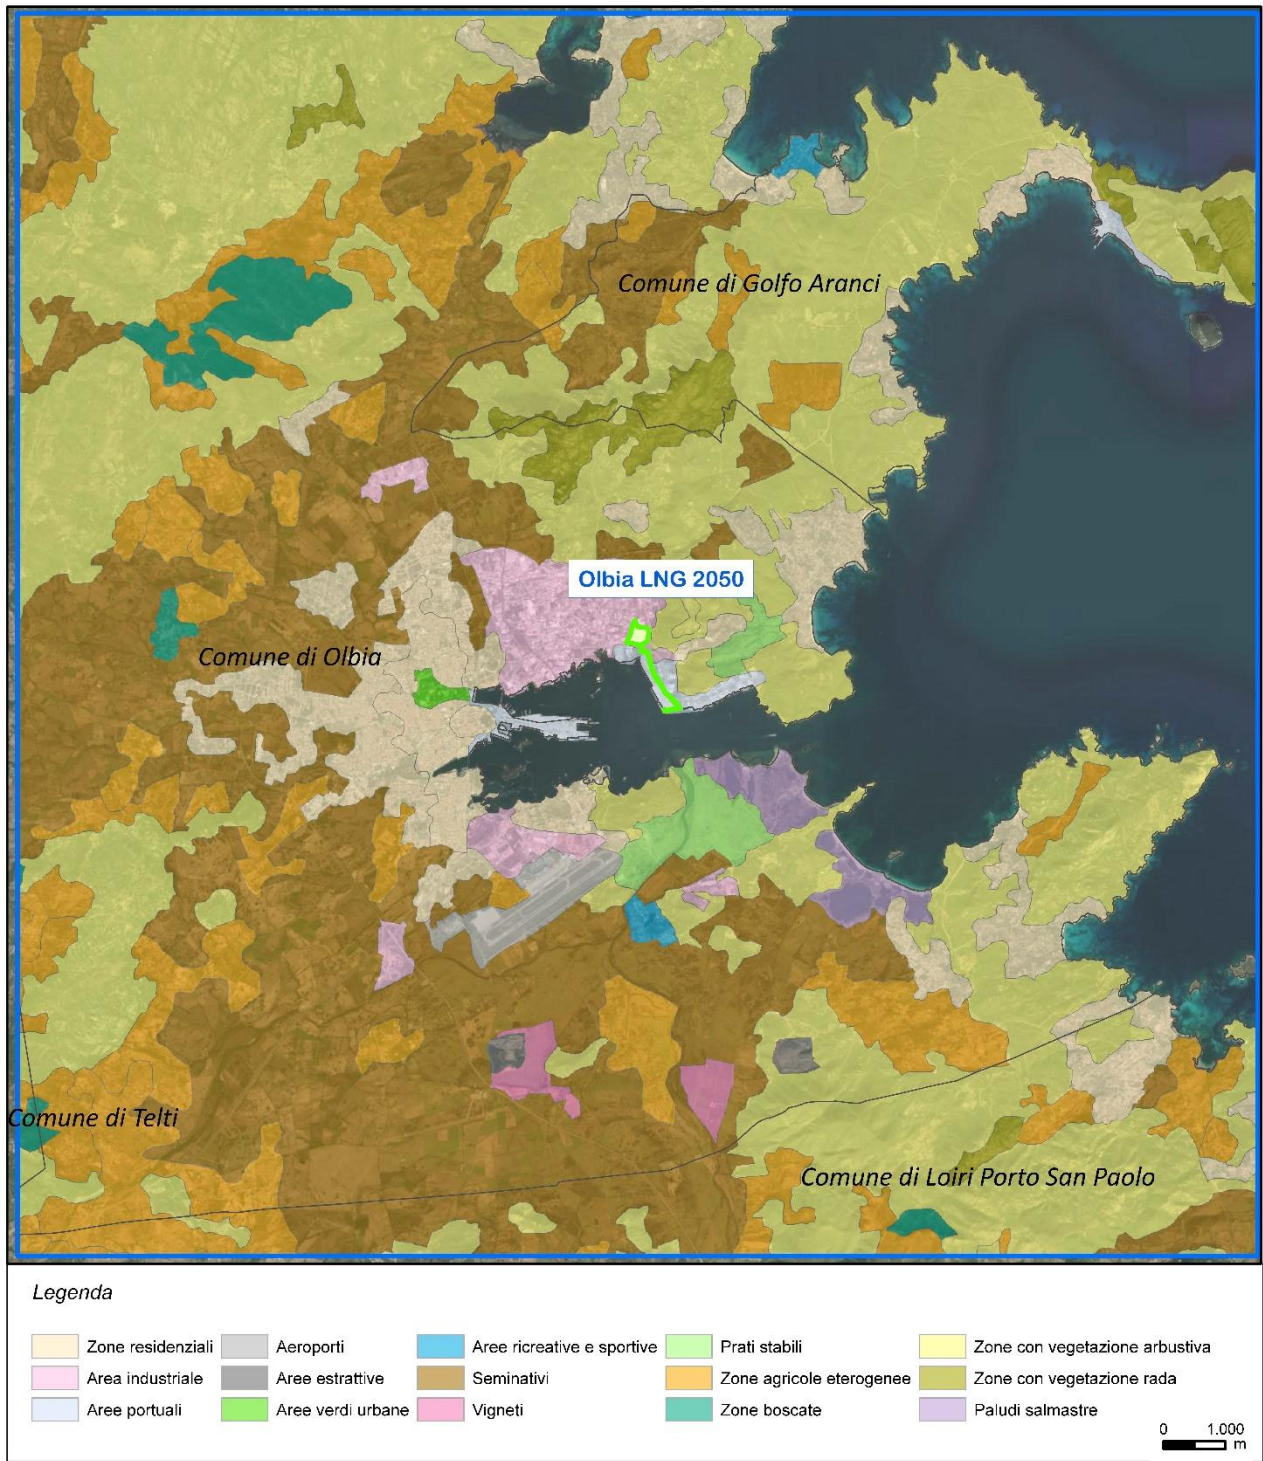 Comune di Golfo Aranci
Olbia LNG 2050
Comune di Olbia
Comune di Telti
Comune di Loiri Porto San Paolo
Legenda
Zone residenziali
Aeroporti
Aree ricreative e sportive
Prati stabili
Zone con vegetazione arbustiva
Area industriale
Aree estrattive
Seminativi
Zone agricole eterogenee
Zone con vegetazione rada
Aree portuali
Aree verdi urbane
Vigneti
Zone boscate
Paludi salmastre
0 1.000
m